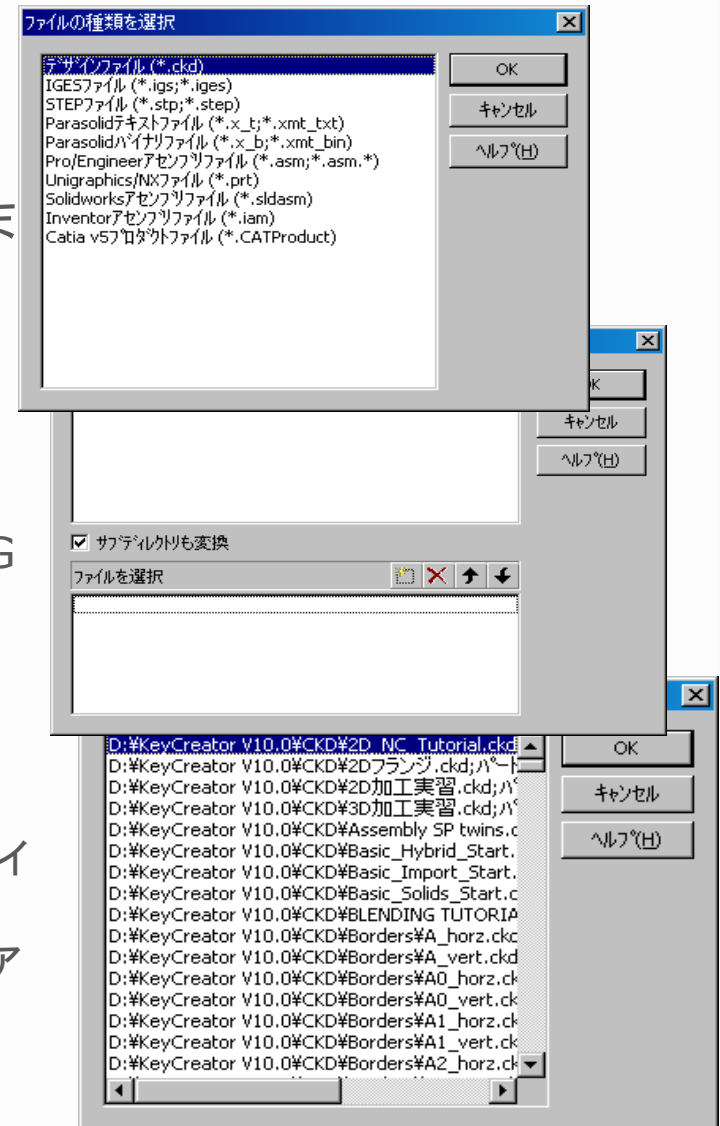 ファイルの種類を選択
デザインファイル (*.ckd)
IGESファイル (*.igs;*.iges)
STEPファイル (*.stp;*.step)
Parasolidテキストファイル (*.x_t;*.xmt_txt)
Parasolidバイナリファイル (*.x_b;*.xmt_bin)
Pro/Engineerアセンブリファイル (*.asm;*.asm.*)
Unigraphics/NXファイル (*.prt)
Solidworksアセンブリファイル (*.sldasm)
Inventorアセンブリファイル (*.iam)
Catia v5プロダクトファイル (*.CATProduct)
OK
キャンセル
ヘルプ(H)
K
キャンセル
ヘルプ(H)
サブディレクトリも変換
G
ファイルを選択
D:¥KeyCreator V10.0¥CKD¥2D_NC_Tutorial.ckd
D:¥KeyCreator V10.0¥CKD¥2Dフランジ.ckd;パート
D:¥KeyCreator V10.0¥CKD¥2D加工実習.ckd;パ
D:¥KeyCreator V10.0¥CKD¥3D加工実習.ckd;パ
D:¥KeyCreator V10.0¥CKD¥Assembly SP twins.c
D:¥KeyCreator V10.0¥CKD¥Basic_Hybrid_Start.
D:¥KeyCreator V10.0¥CKD¥Basic_Import_Start.
D:¥KeyCreator V10.0¥CKD¥Basic_Solids_Start.c
D:¥KeyCreator V10.0¥CKD¥BLENDING TUTORIA
D:¥KeyCreator V10.0¥CKD¥Borders¥A_horz.ckd
D:¥KeyCreator V10.0¥CKD¥Borders¥A_vert.ckd
D:¥KeyCreator V10.0¥CKD¥Borders¥A0_horz.ck
D:¥KeyCreator V10.0¥CKD¥Borders¥A0_vert.ck
D:¥KeyCreator V10.0¥CKD¥Borders¥A1_horz.ck
D:¥KeyCreator V10.0¥CKD¥Borders¥A1_vert.ck
D:¥KeyCreator V10.0¥CKD¥Borders¥A2_horz.ck
OK
キャンセル
ヘルプ(H)
イ
ァ